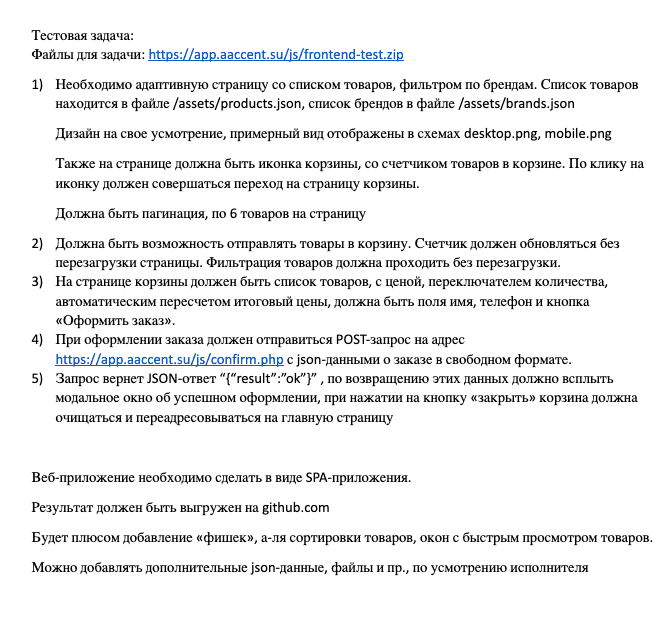 Тестовая задача:
Файлы для задачи: https://app.aaccent.su/js/frontend-test.zip
1) Необходимо адаптивную страницу со списком товаров, фильтром по брендам. Список товаров
находится в файле /assets/products.json, список брендов в файле /assets/brands.json
Дизайн на свое усмотрение, примерный вид отображены в схемах desktop.png, mobile.png
Также на странице должна быть иконка корзины, со счетчиком товаров в корзине. По клику на
иконку должен совершаться переход на страницу корзины.
Должна быть пагинация, по 6 товаров на страницу
2) Должна быть возможность отправлять товары в корзину. Счетчик должен обновляться без
перезагрузки страницы. Фильтрация товаров должна проходить без перезагрузки.
3) На странице корзины должен быть список товаров, с ценой, переключателем количества,
автоматическим пересчетом итоговый цены, должна быть поля имя, телефон и кнопка
«Оформить заказ».
4) При оформлении заказа должен отправиться POST-запрос на адрес
https://app.aaccent.su/js/confirm.php с json-данными о заказе в свободном формате.
5) Запрос вернет JSON-ответ “{“result”:”ok”}” , по возвращению этих данных должно всплыть
модальное окно об успешном оформлении, при нажатии на кнопку «закрыть» корзина должна
очищаться и переадресовываться на главную страницу
Веб-приложение необходимо сделать в виде SPA-приложения.
Результат должен быть выгружен на github.com
Будет плюсом добавление «фишек», а-ля сортировки товаров, окон с быстрым просмотром товаров.
Можно добавлять дополнительные json-данные, файлы и пр., по усмотрению исполнителя